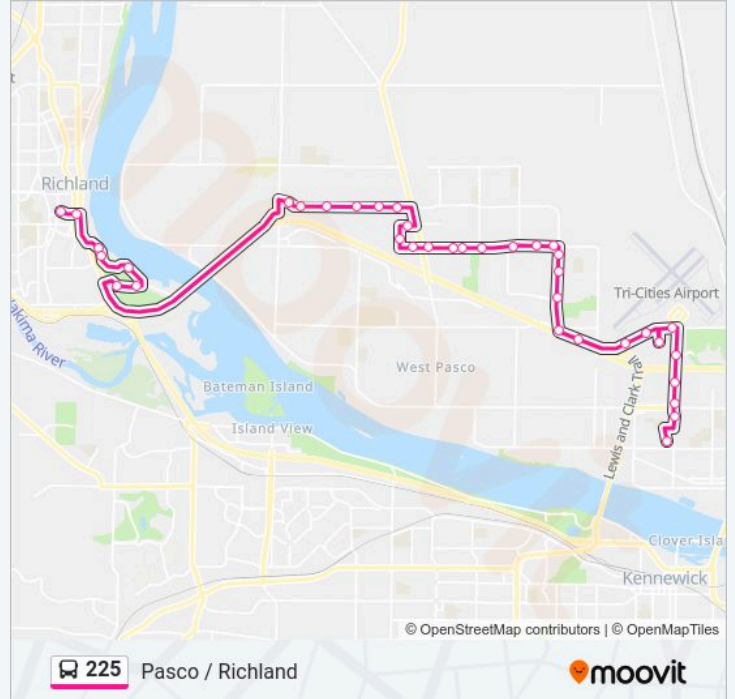 t
Richland
Tri-Cities Airport
akima River
West Pasco
Lewis and Clark Trail
Bateman Island
Island View
Clover Isla
Kennewick
© OpenStreetMap contributors | © OpenMapTiles
225 Pasco / Richland
moovit